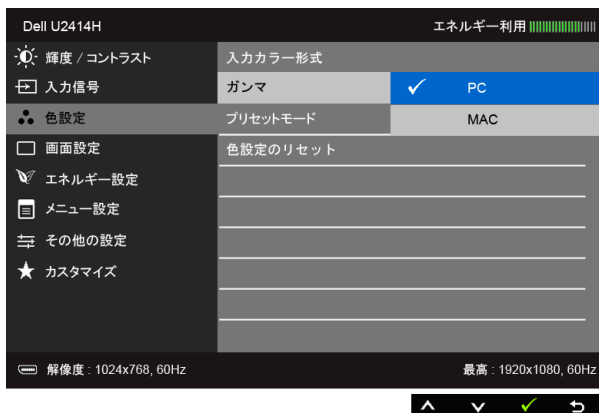 Dell U2414H エネルギー利用
輝度 / コントラスト 入力カラー形式
入力信号 ガンマ PC
色設定 プリセットモード MAC
画面設定 色設定のリセット
エネルギー設定
メニュー設定
その他の設定
カスタマイズ
解像度 : 1024x768, 60Hz 最高 : 1920x1080, 60Hz